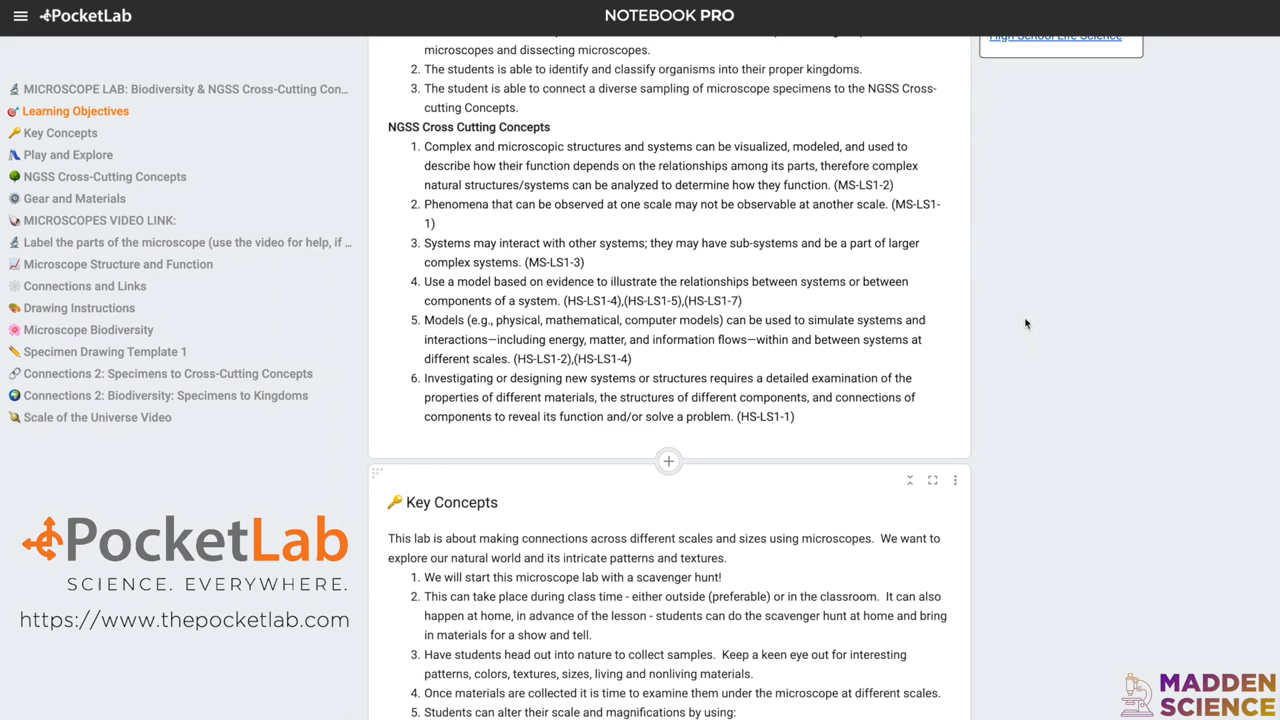 PocketLab
NOTEBOOK PRO
High School Life Science
microscopes and dissecting microscopes.
2. The students is able to identify and classify organisms into their proper kingdoms.
3. The student is able to connect a diverse sampling of microscope specimens to the NGSS Cross-
cutting Concepts.
NGSS Cross Cutting Concepts
1. Complex and microscopic structures and systems can be visualized, modeled, and used to
describe how their function depends on the relationships among its parts, therefore complex
natural structures/systems can be analyzed to determine how they function. (MS-LS1-2)
2. Phenomena that can be observed at one scale may not be observable at another scale. (MS-LS1-
1)
3. Systems may interact with other systems; they may have sub-systems and be a part of larger
complex systems. (MS-LS1-3)
4. Use a model based on evidence to illustrate the relationships between systems or between
components of a system. (HS-LS1-4),(HS-LS1-5),(HS-LS1-7)
5. Models (e.g., physical, mathematical, computer models) can be used to simulate systems and
interactions—including energy, matter, and information flows—within and between systems at
different scales. (HS-LS1-2),(HS-LS1-4)
6. Investigating or designing new systems or structures requires a detailed examination of the
properties of different materials, the structures of different components, and connections of
components to reveal its function and/or solve a problem. (HS-LS1-1)
Key Concepts
This lab is about making connections across different scales and sizes using microscopes. We want to
explore our natural world and its intricate patterns and textures.
1. We will start this microscope lab with a scavenger hunt!
2. This can take place during class time - either outside (preferable) or in the classroom. It can also
happen at home, in advance of the lesson - students can do the scavenger hunt at home and bring
in materials for a show and tell.
3. Have students head out into nature to collect samples. Keep a keen eye out for interesting
patterns, colors, textures, sizes, living and nonliving materials.
4. Once materials are collected it is time to examine them under the microscope at different scales.
5. Students can alter their scale and magnifications by using:
MICROSCOPE LAB: Biodiversity & NGSS Cross-Cutting Con...
Learning Objectives
Key Concepts
Play and Explore
NGSS Cross-Cutting Concepts
Gear and Materials
MICROSCOPES VIDEO LINK:
Label the parts of the microscope (use the video for help, if ...
Microscope Structure and Function
Connections and Links
Drawing Instructions
Microscope Biodiversity
Specimen Drawing Template 1
Connections 2: Specimens to Cross-Cutting Concepts
Connections 2: Biodiversity: Specimens to Kingdoms
Scale of the Universe Video
PocketLab
SCIENCE. EVERYWHERE.
https://www.thepocketlab.com
MADDEN
SCIENCE